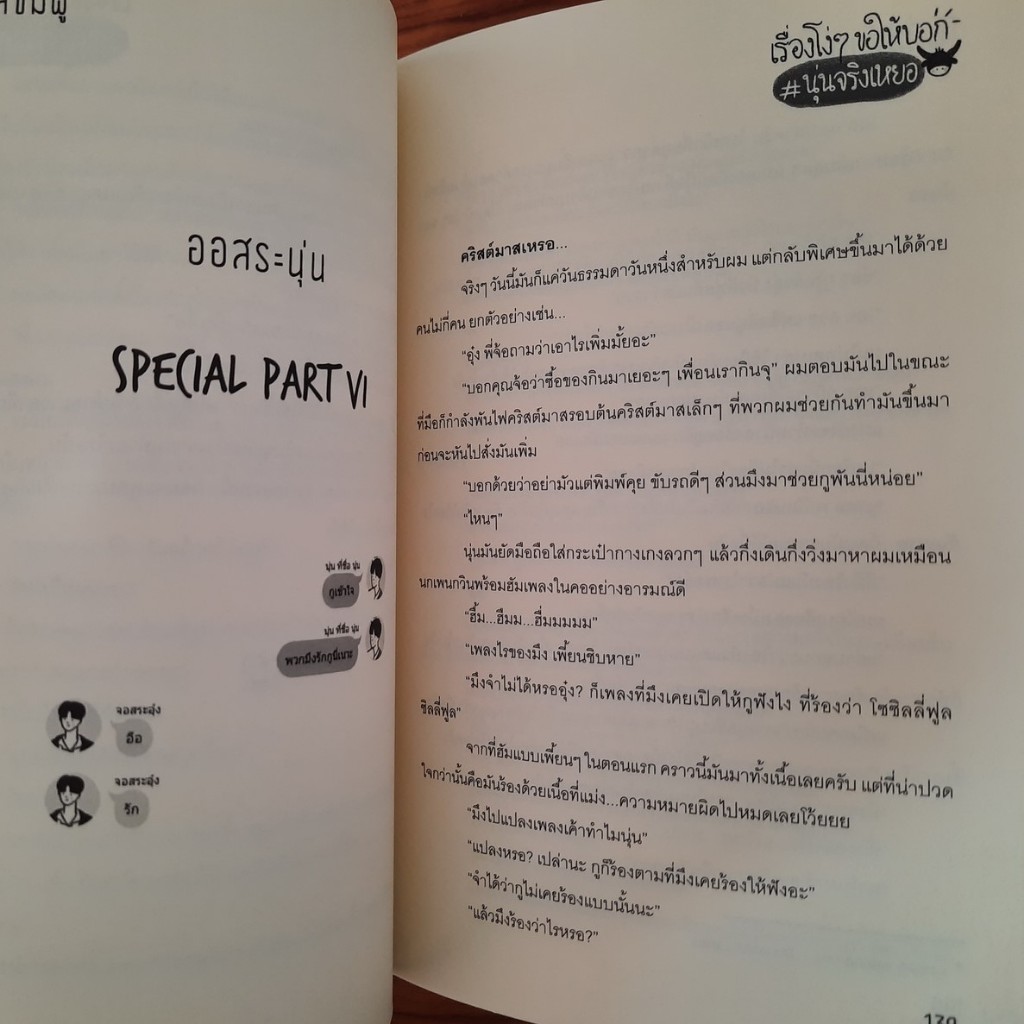 ออสระนุ่น
SPECIAL PART VI
นุ่น ที่ชื่อ นุ่น
กูเข้าใจ
นุ่น ที่ชื่อ นุ่น
พวกมึงรักกูนี่เนอะ
จอสระอุ๋ง
อือ
จอสระอุ๋ง
รัก
เรื่องโง่ๆ ขอให้บอก
#นุ่นจริงเหยอ
คริสต์มาสเหรอ...
จริงๆ วันนี้มันก็แค่วันธรรมดาวันหนึ่งสำหรับผม แต่กลับพิเศษขึ้นมาได้ด้วย
คนไม่กี่คน ยกตัวอย่างเช่น...
"อุ๋ง พี่จ้อถามว่าเอาไรเพิ่มมั้ยอะ"
"บอกคุณจ้อว่าซื้อของกินมาเยอะๆ เพื่อนเรากินจุ" ผมตอบมันไปในขณะ
ที่มือก็กำลังพันไฟคริสต์มาสรอบต้นคริสต์มาสเล็กๆ ที่พวกผมช่วยกันทำมันขึ้นมา
ก่อนจะหันไปสั่งมันเพิ่ม
"บอกด้วยว่าอย่ามัวแต่พิมพ์คุย ขับรถดีๆ ส่วนมึงมาช่วยกูพันนี่หน่อย"
"ไหนๆ"
นุ่นมันยัดมือถือใส่กระเป๋ากางเกงลวกๆ แล้วกึ่งเดินกึ่งวิ่งมาหาผมเหมือน
นกเพนกวินพร้อมฮัมเพลงในคออย่างอารมณ์ดี
"ฮึ้ม...ฮึมม...ฮื่มมมมม"
"เพลงไรของมึง เพี้ยนชิบหาย"
"มึงจำไม่ได้หรออุ๋ง? ก็เพลงที่มึงเคยเปิดให้กูฟังไง ที่ร้องว่า โซซิลลี่ฟูล
ซิลลี่ฟูล"
จากที่ฮัมแบบเพี้ยนๆ ในตอนแรก คราวนี้มันมาทั้งเนื้อเลยครับ แต่ที่น่าปวด
ใจกว่านั้นคือมันร้องด้วยเนื้อที่แม่ง...ความหมายผิดไปหมดเลยโว้ยยย
"มึงไปแปลงเพลงเค้าทำไมนุ่น"
"แปลงหรอ? เปล่านะ กูก็ร้องตามที่มึงเคยร้องให้ฟังอะ"
"จำได้ว่ากูไม่เคยร้องแบบนั้นนะ"
"แล้วมึงร้องว่าไรหรอ?"